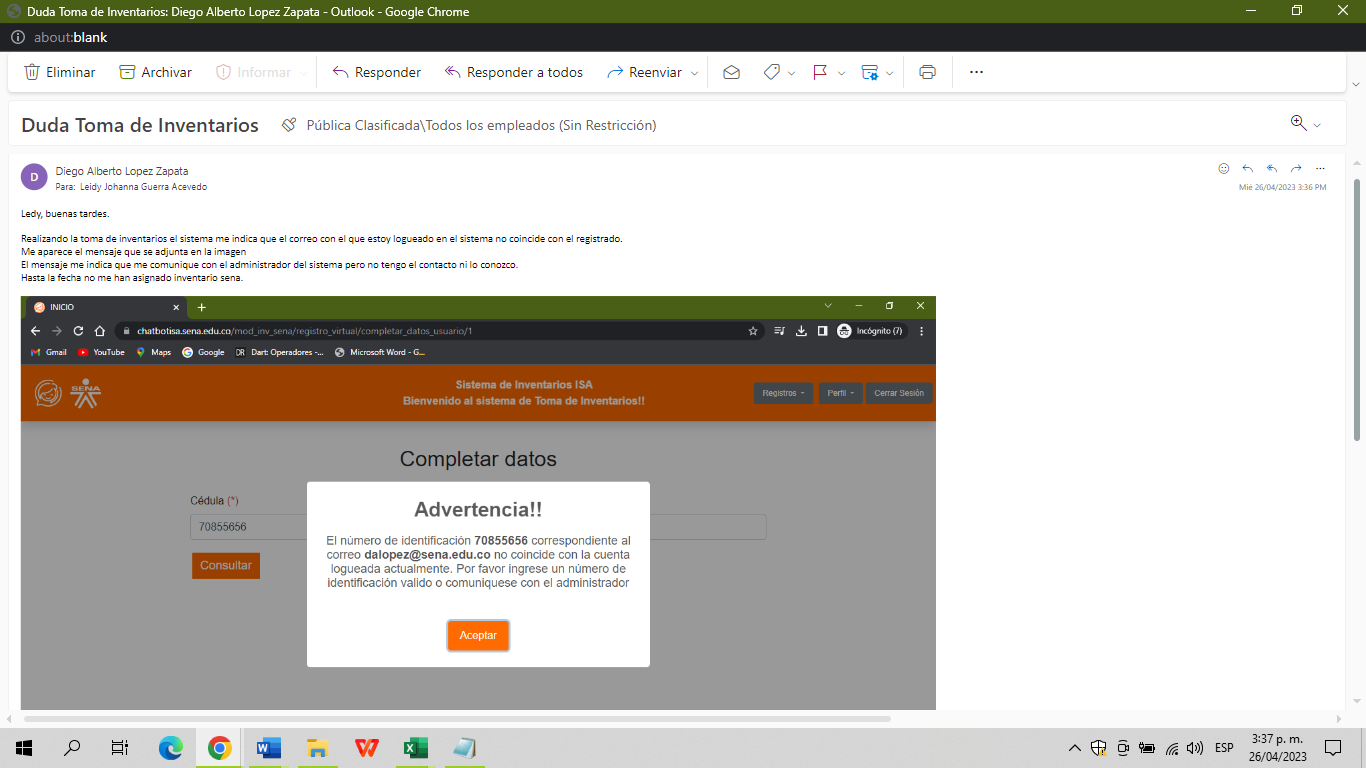 Duda Toma de Inventarios: Diego Alberto Lopez Zapata - Outlook - Google Chrome
about:blank
Eliminar Archivar Informar Responder Responder a todos Reenviar
Duda Toma de Inventarios Pública Clasificada\Todos los empleados (Sin Restricción)
D
Diego Alberto Lopez Zapata
Para: Leidy Johanna Guerra Acevedo
Mié 26/04/2023 3:36 PM
Ledy, buenas tardes.
Realizando la toma de inventarios el sistema me indica que el correo con el que estoy logueado en el sistema no coincide con el registrado.
Me aparece el mensaje que se adjunta en la imagen
El mensaje me indica que me comunique con el administrador del sistema pero no tengo el contacto ni lo conozco.
Hasta la fecha no me han asignado inventario sena.
INICIO
chatbotisa.sena.edu.co/mod_inv_sena/registro_virtual/completar_datos_usuario/1
Incógnito (7)
Gmail YouTube Maps Google DR Dart: Operadores -... Microsoft Word - G...
SENA
Sistema de Inventarios ISA
Bienvenido al sistema de Toma de Inventarios!!
Registros Perfil Cerrar Sesión
Completar datos
Cédula (*)
70855656
Consultar
Advertencia!!
El número de identificación 70855656 correspondiente al
correo dalopez@sena.edu.co no coincide con la cuenta
logueada actualmente. Por favor ingrese un número de
identificación valido o comuniquese con el administrador
Aceptar
ESP
3:37 p. m.
26/04/2023